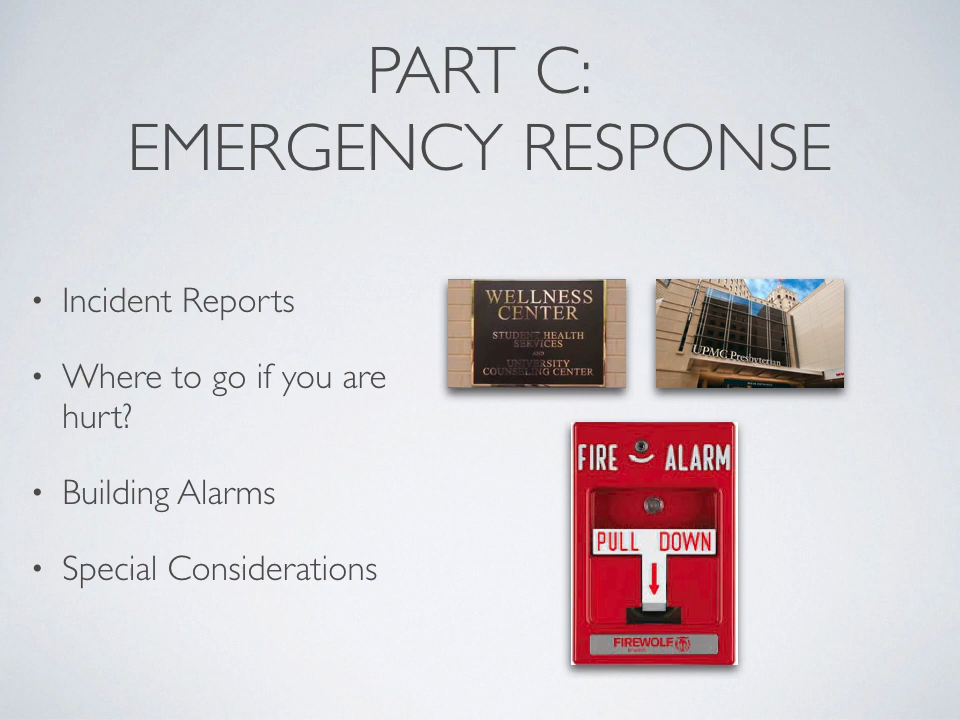 PART C:
EMERGENCY RESPONSE
• Incident Reports
• Where to go if you are
hurt?
• Building Alarms
• Special Considerations
WELLNESS
CENTER
STUDENT HEALTH
SERVICES
AND
UNIVERSITY
COUNSELING CENTER
UPMC Presbyterian
FIRE ALARM
PULL DOWN
FIREWOLF